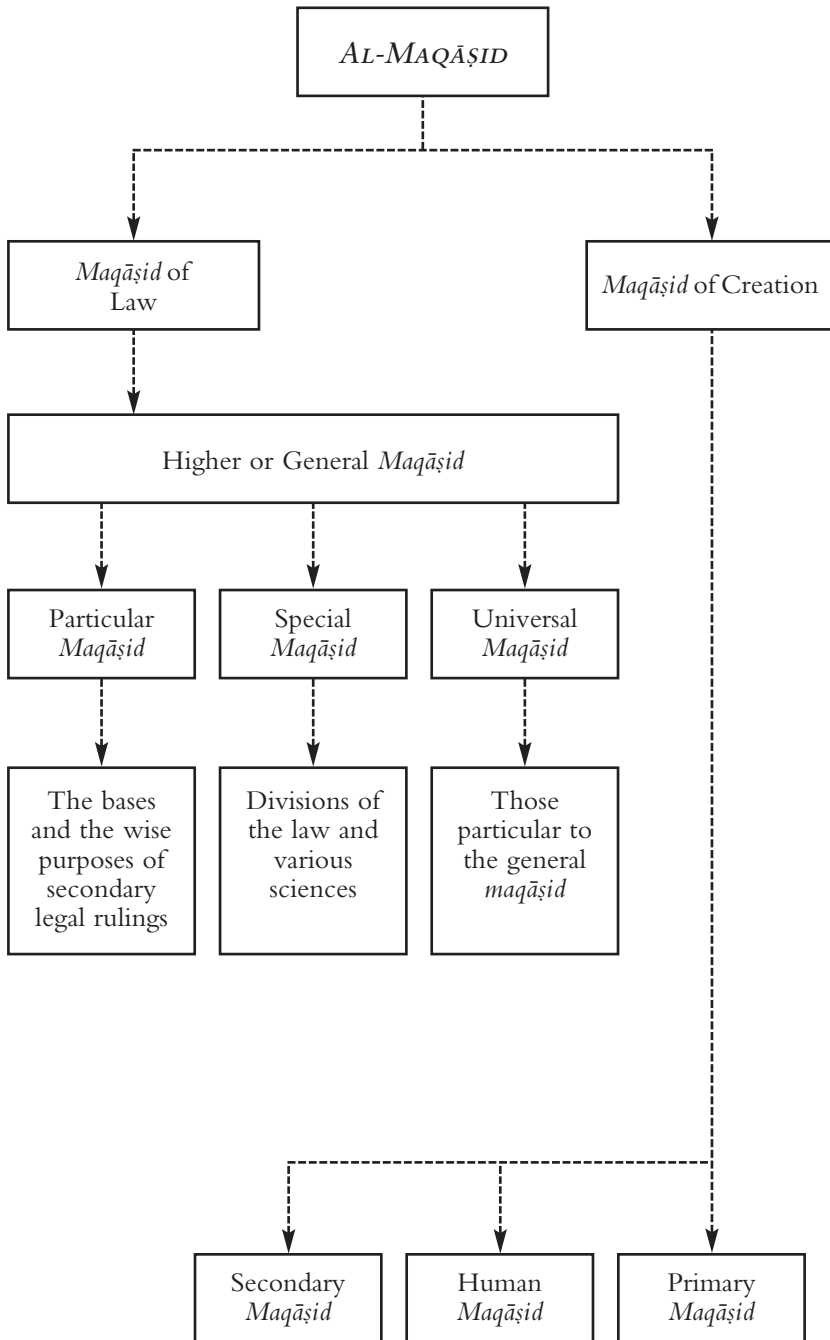 AL-MAQĀṢID
Maqāṣid of
Law
Maqāṣid of Creation
Higher or General Maqāṣid
Particular
Maqāṣid
Special
Maqāṣid
Universal
Maqāṣid
The bases
and the wise
purposes of
secondary
legal rulings
Divisions of
the law and
various
sciences
Those
particular to
the general
maqāṣid
Secondary
Maqāṣid
Human
Maqāṣid
Primary
Maqāṣid